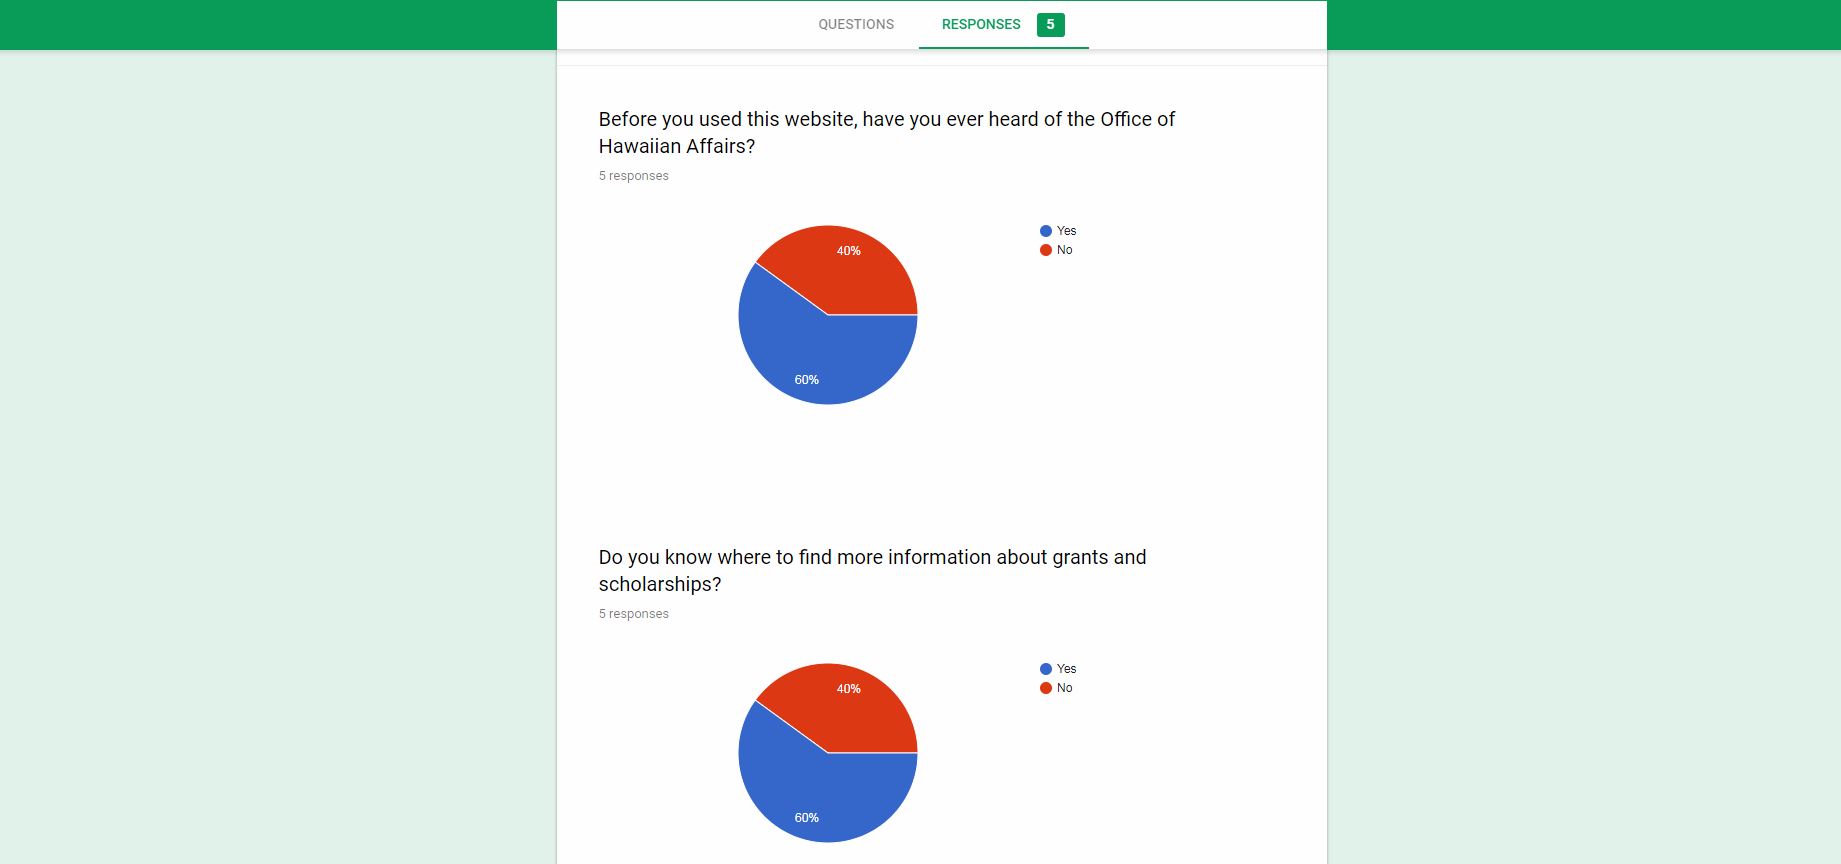 QUESTIONS RESPONSES 5
Before you used this website, have you ever heard of the Office of
Hawaiian Affairs?
5 responses
Yes
No
40%
60%
Do you know where to find more information about grants and
scholarships?
5 responses
Yes
No
40%
60%